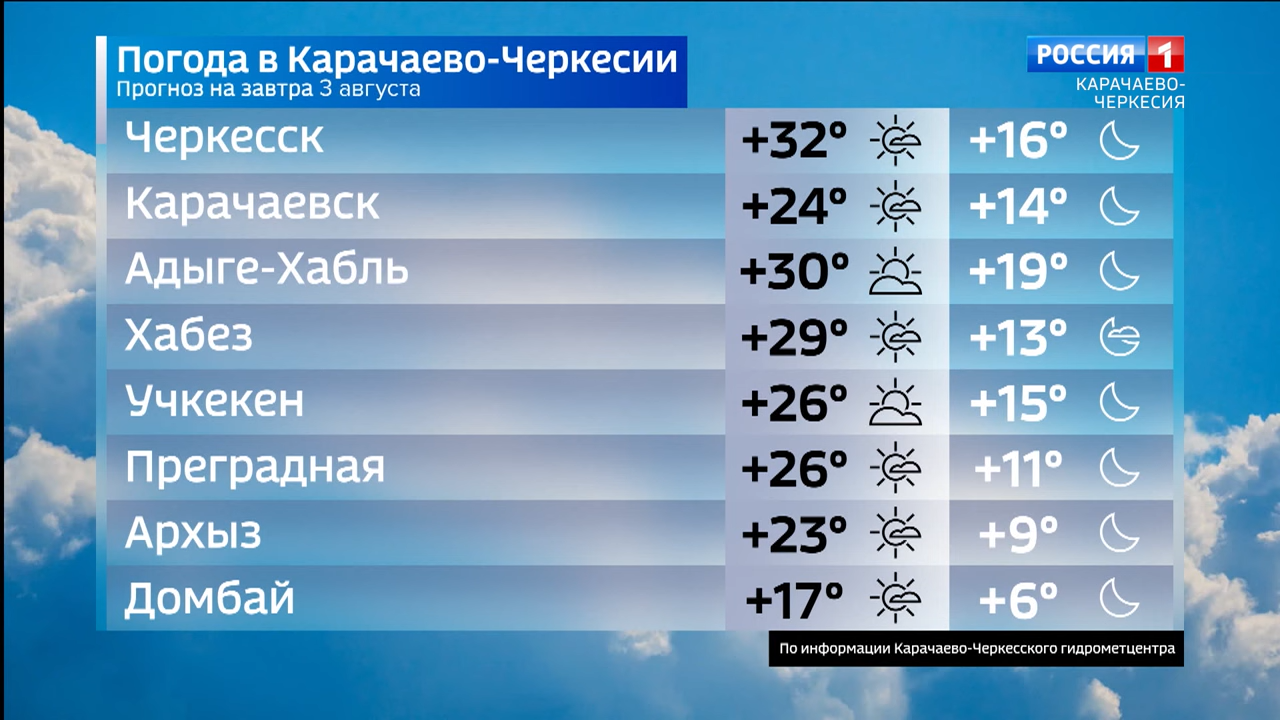 Погода в Карачаево-Черкесии
Прогноз на завтра 3 августа
РОССИЯ 1
КАРАЧАЕВО-
ЧЕРКЕСИЯ
Черкесск +32° +16°
Карачаевск +24° +14°
Адыге-Хабль +30° +19°
Хабез +29° +13°
Учкекен +26° +15°
Преградная +26° +11°
Архыз +23° +9°
Домбай +17° +6°
По информации Карачаево-Черкесского гидрометцентра